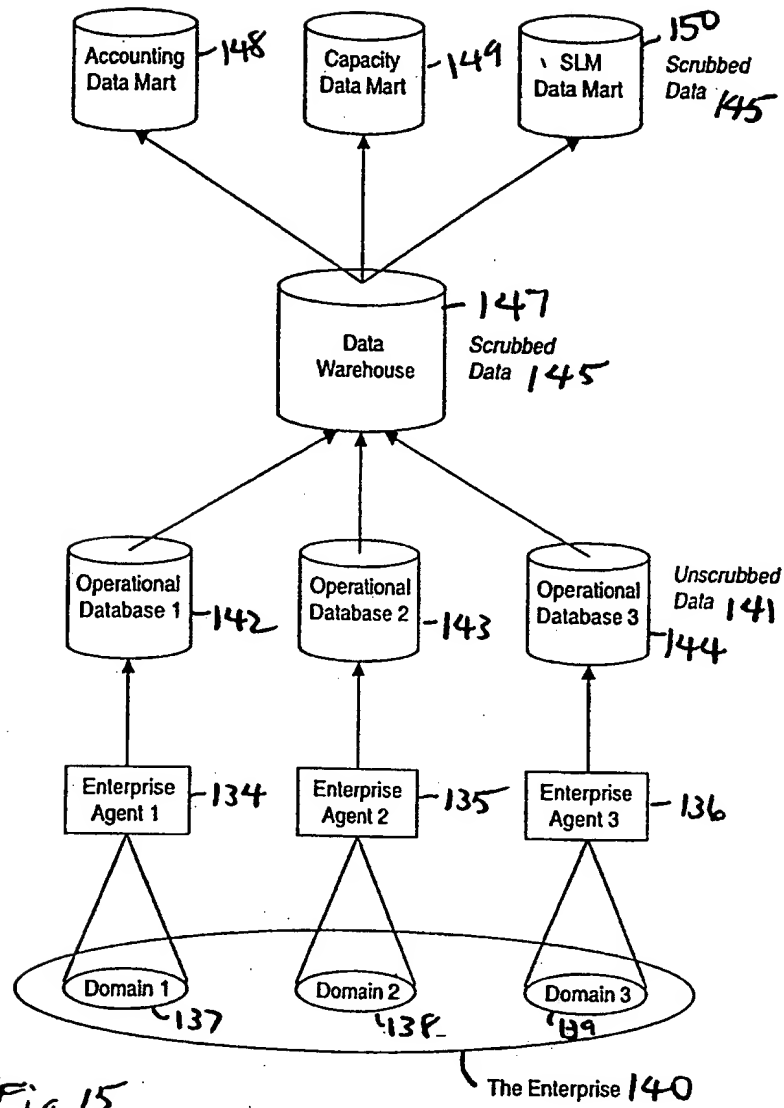 Accounting
Data Mart
148
Capacity
Data Mart
149
SLM
Data Mart
150
Scrubbed
Data 145
Data
Warehouse
147
Scrubbed
Data 145
Operational
Database 1
142
Operational
Database 2
143
Operational
Database 3
144
Unscrubbed
Data 141
Enterprise
Agent 1
134
Enterprise
Agent 2
135
Enterprise
Agent 3
136
Domain 1
137
Domain 2
138
Domain 3
139
The Enterprise 140
Fig 15